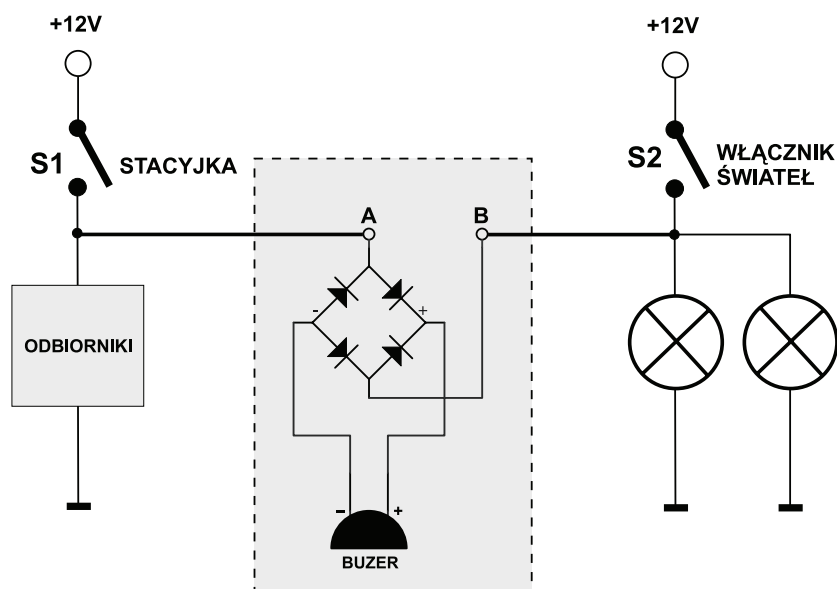 +12V
+12V
S1
STACYJKA
S2
WŁĄCZNIK
ŚWIATEŁ
A
B
-
+
ODBIORNIKI
-
+
BUZER